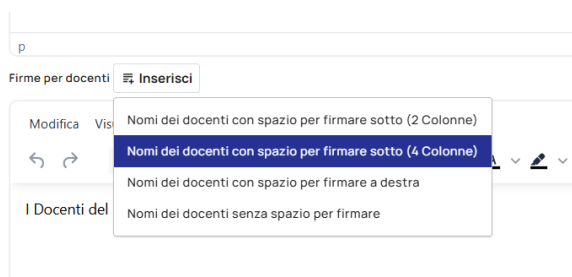 p
Firme per docenti Inserisci
Nomi dei docenti con spazio per firmare sotto (2 Colonne)
Nomi dei docenti con spazio per firmare sotto (4 Colonne)
Nomi dei docenti con spazio per firmare a destra
Nomi dei docenti senza spazio per firmare
Modifica
I Docenti del